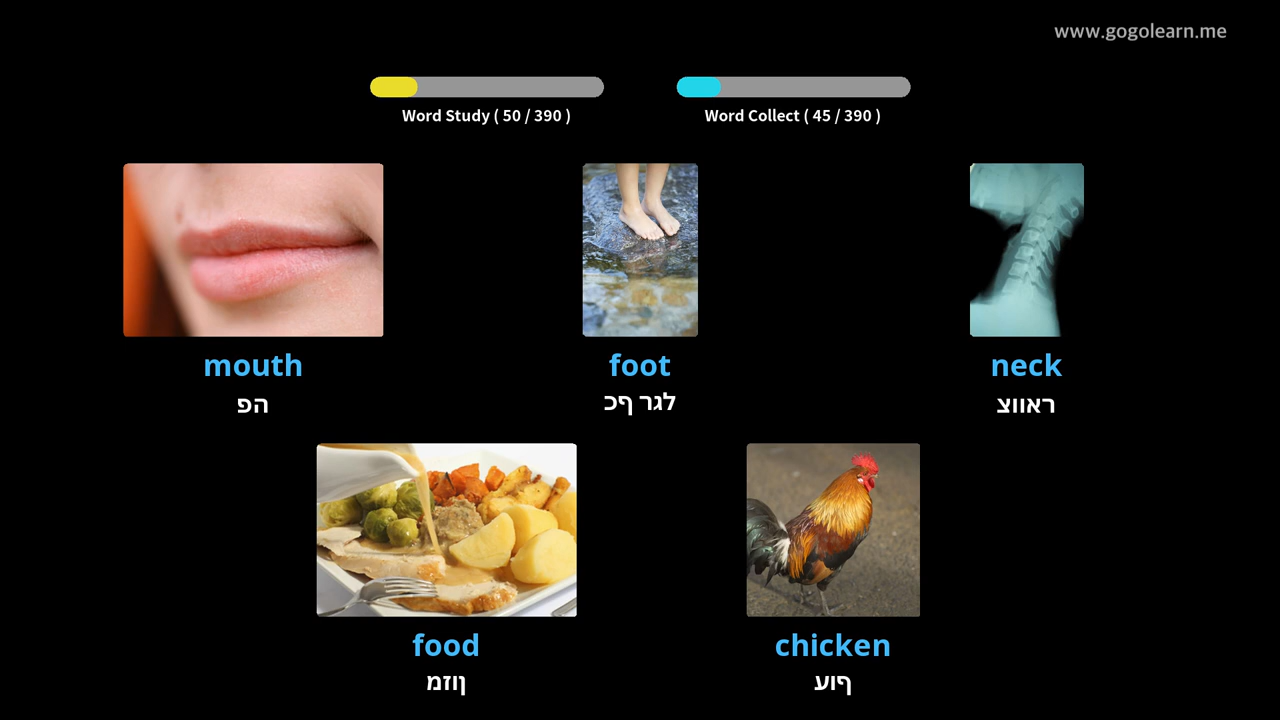 www.gogolearn.me
Word Study ( 50 / 390 )
Word Collect ( 45 / 390 )
mouth
הפ
foot
לגר ףכ
neck
ראווצ
food
ןוזמ
chicken
ףוע